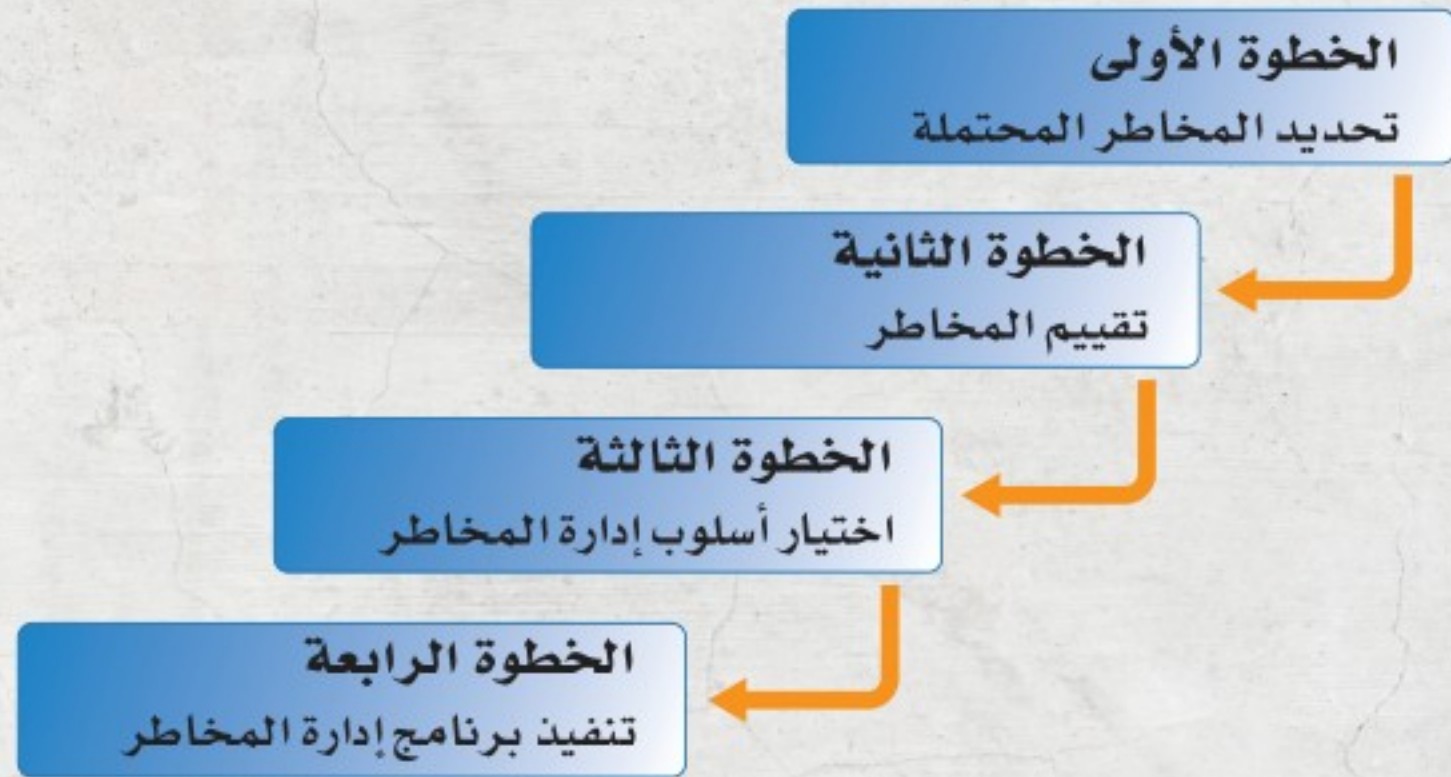 الخطوة الأولى
تحديد المخاطر المحتملة
الخطوة الثانية
تقييم المخاطر
الخطوة الثالثة
اختيار أسلوب إدارة المخاطر
الخطوة الرابعة
تنفيذ برنامج إدارة المخاطر